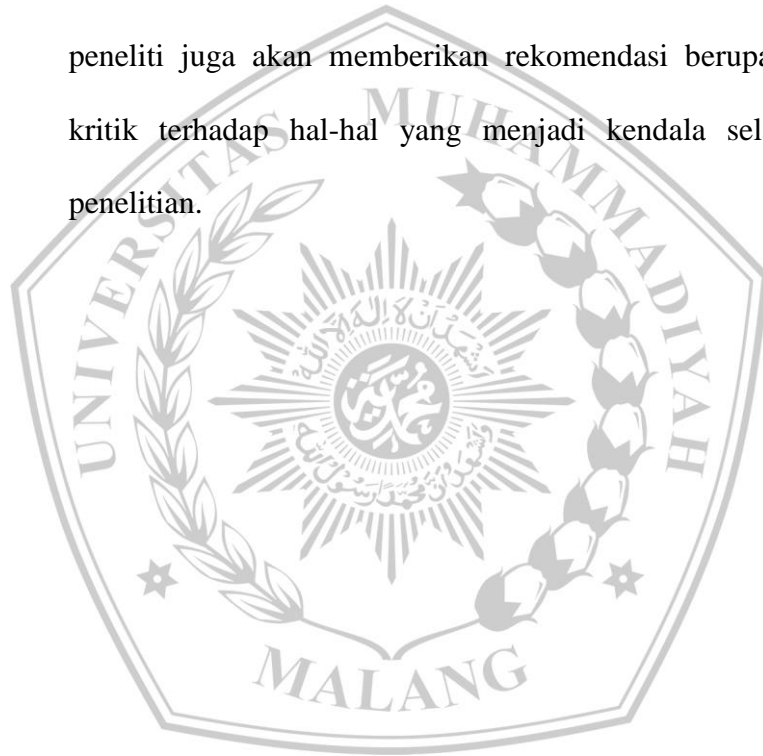 peneliti juga akan memberikan rekomendasi berupa
kritik terhadap hal-hal yang menjadi kendala sel
penelitian.
UNIVERSITAS MUHAMMADIYAH
MALANG